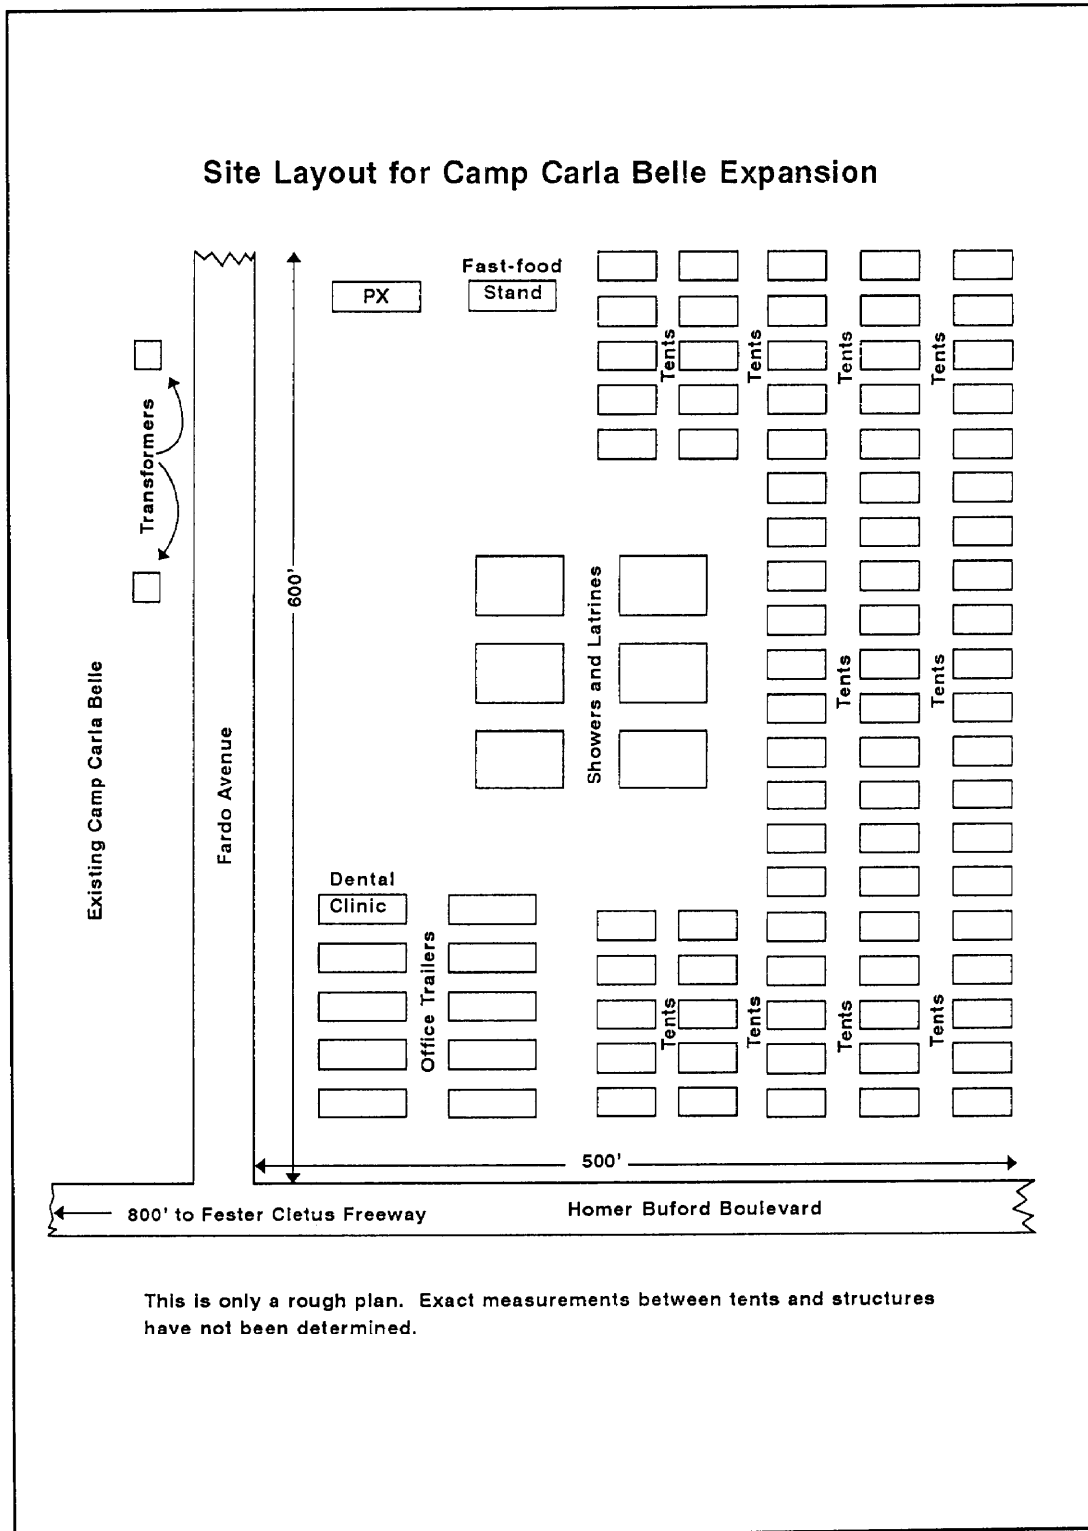 Site Layout for Camp Carla Belle Expansion
Fast-food
Stand
PX
Tents
Tents
Tents
Tents
Transformers
600'
Showers and Latrines
Tents
Tents
Existing Camp Carla Belle
Fardo Avenue
Dental
Clinic
Office Trailers
Tents
Tents
Tents
Tents
500'
800' to Fester Cletus Freeway
Homer Buford Boulevard
This is only a rough plan. Exact measurements between tents and structures
have not been determined.